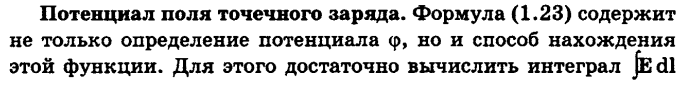 Потенциал поля точечного заряда. Формула (1.23) содержит
не только определение потенциала φ, но и способ нахождения
этой функции. Для этого достаточно вычислить интеграл ∫E dl